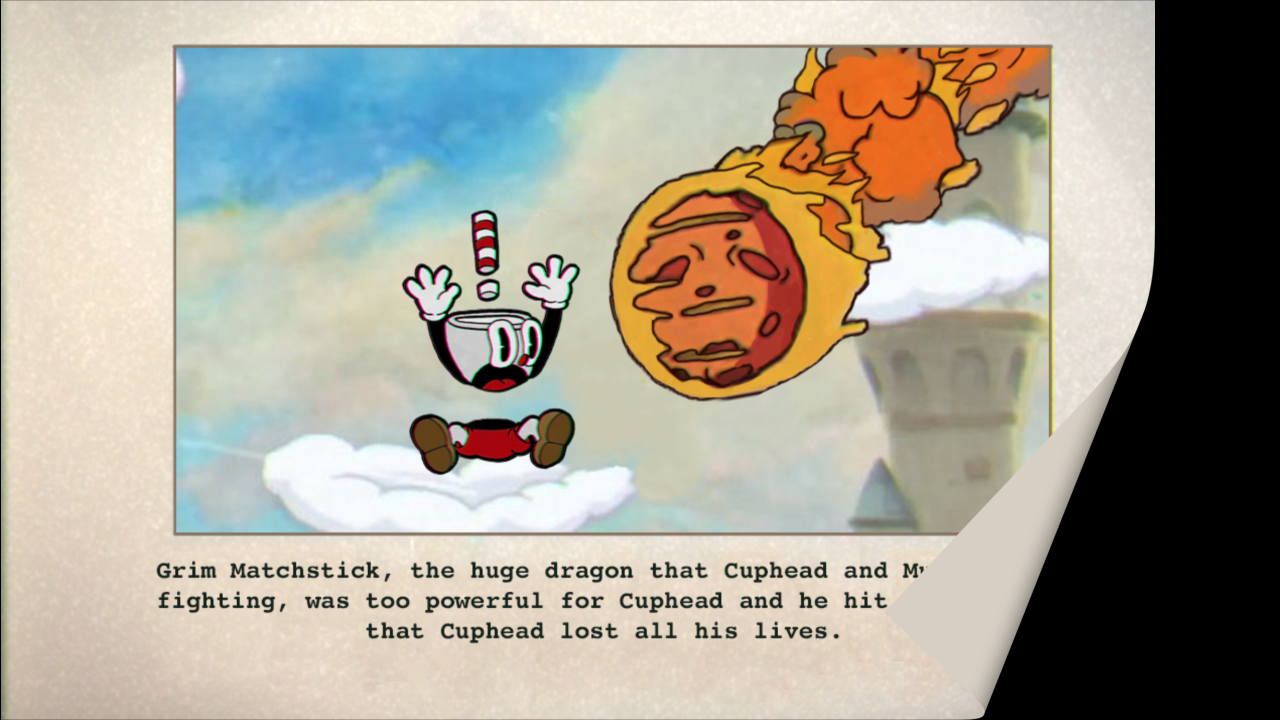 Grim Matchstick, the huge dragon that Cuphead and
fighting, was too powerful for Cuphead and he hit
that Cuphead lost all his lives.